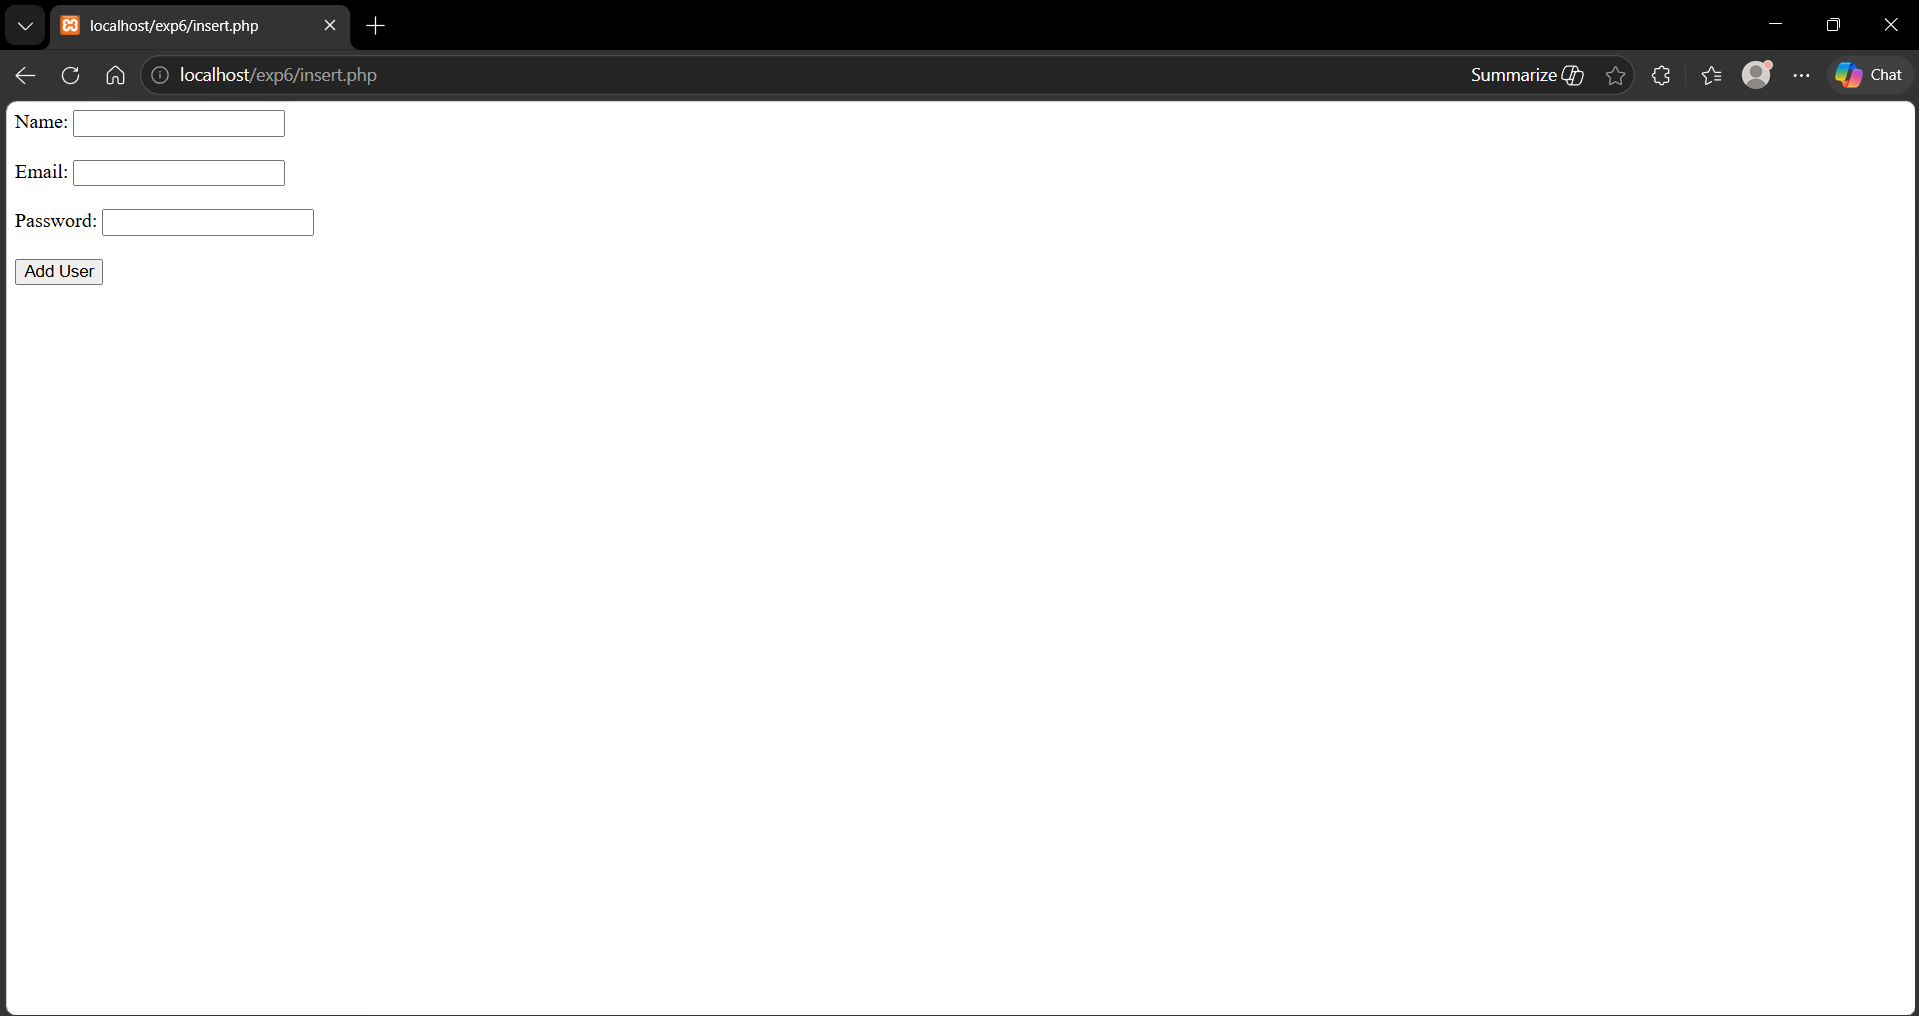 localhost/exp6/insert.php
localhost/exp6/insert.php
Summarize
Chat
Name:
Email:
Password:
Add User